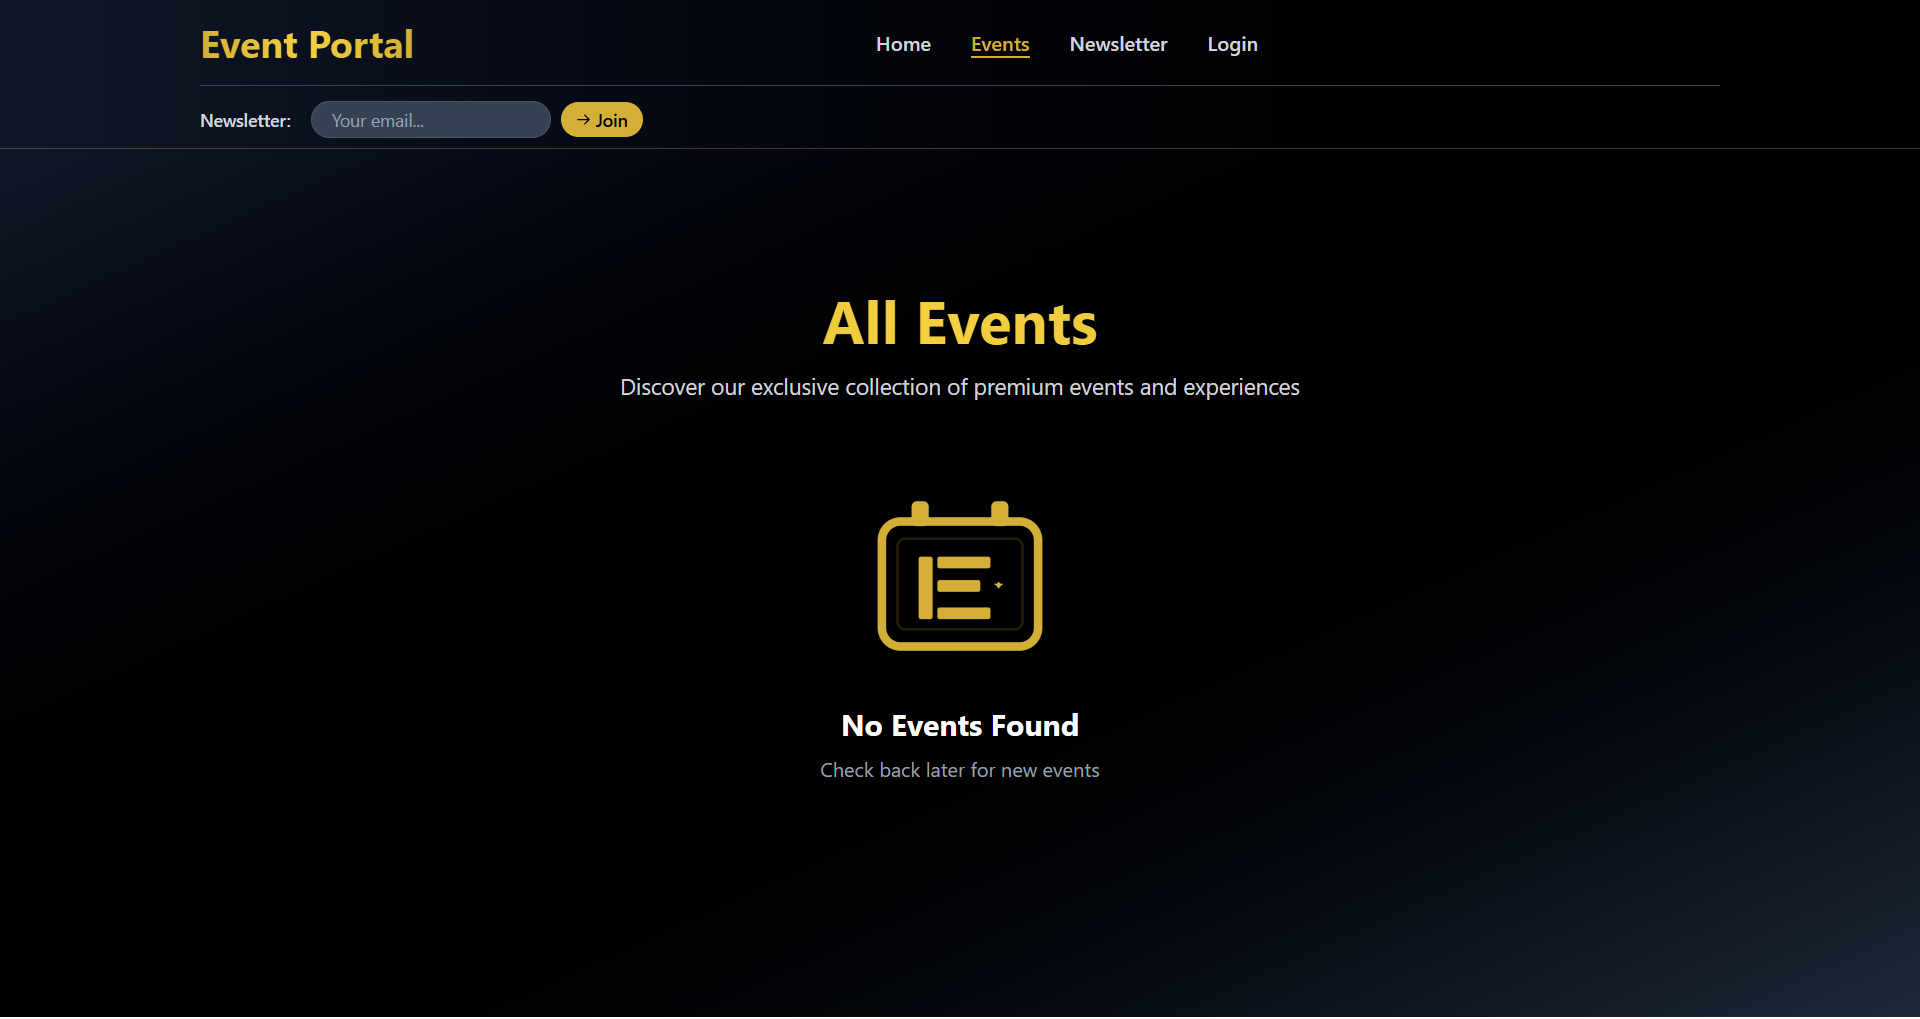 Event Portal
Home Events Newsletter Login
Newsletter: Your email... → Join
All Events
Discover our exclusive collection of premium events and experiences
E
No Events Found
Check back later for new events